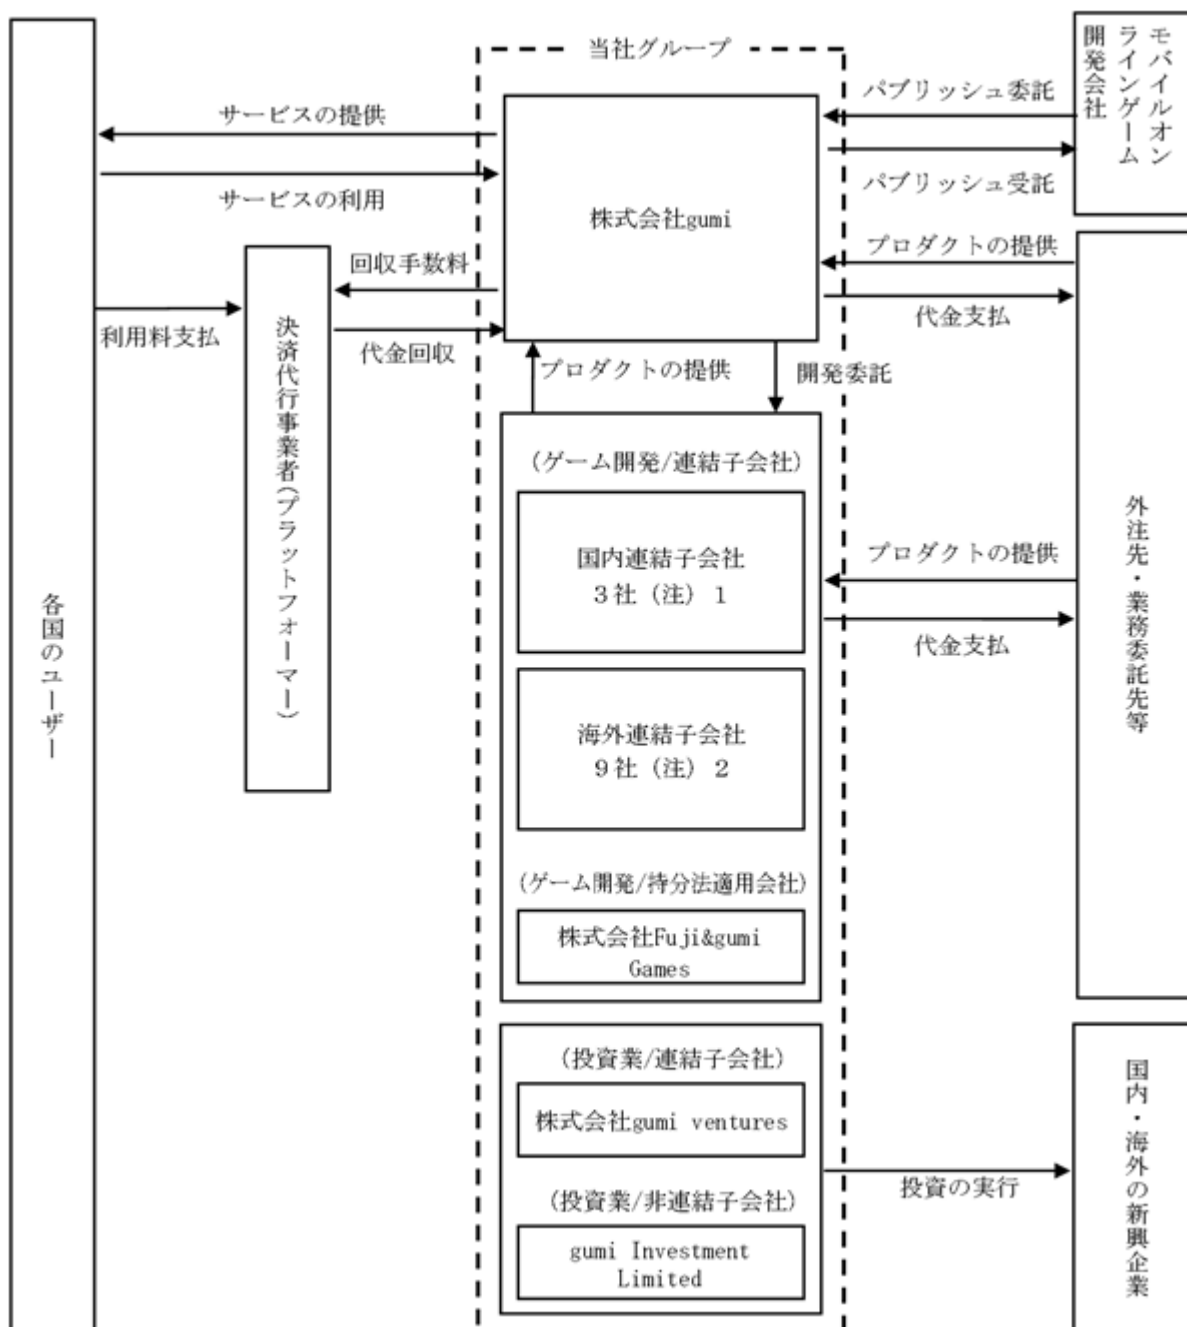 当社グループ
モバイルオン
ラインゲーム
開発会社
サービスの提供
サービスの利用
株式会社gumi
パブリッシュ委託
パブリッシュ受託
プロダクトの提供
代金支払
回収手数料
代金回収
利用料支払
決済代行事業者(プラットフォーマー)
各国のユーザー
プロダクトの提供
開発委託
(ゲーム開発/連結子会社)
国内連結子会社
3社(注)1
海外連結子会社
9社(注)2
プロダクトの提供
代金支払
外注先・業務委託先等
(ゲーム開発/持分法適用会社)
株式会社Fuji&gumi
Games
(投資業/連結子会社)
株式会社gumi ventures
(投資業/非連結子会社)
gumi Investment
Limited
投資の実行
国内・海外の新興企業